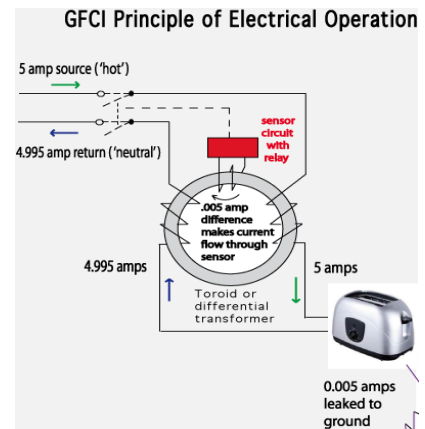 GFCI Principle of Electrical Operation
5 amp source ('hot')
4.995 amp return ('neutral')
sensor
circuit
with
relay
.005 amp
difference
makes current
flow through
sensor
4.995 amps
5 amps
Toroid or
differential
transformer
0.005 amps
leaked to
ground